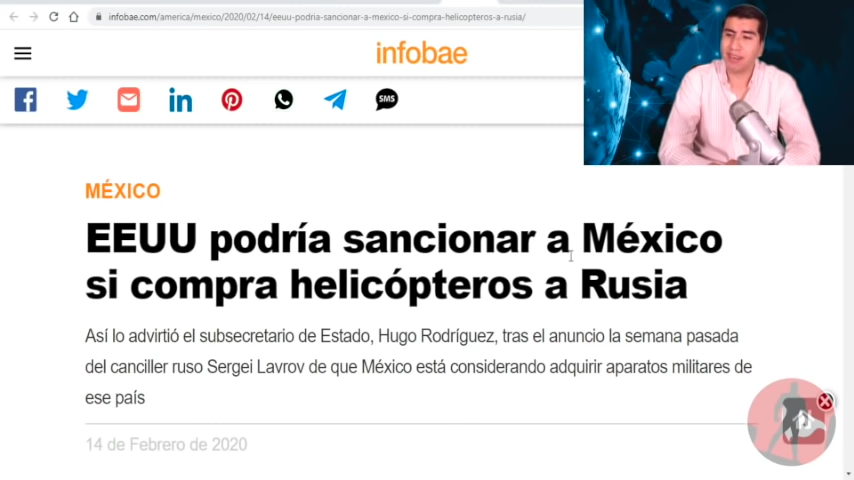 infobae.com/america/mexico/2020/02/14/eeuu-podria-sancionar-a-mexico-si-compra-helicopteros-a-rusia/
infobae
SMS
MÉXICO
EEUU podría sancionar a México
si compra helicópteros a Rusia
Así lo advirtió el subsecretario de Estado, Hugo Rodríguez, tras el anuncio la semana pasada
del canciller ruso Sergei Lavrov de que México está considerando adquirir aparatos militares de
ese país
14 de Febrero de 2020